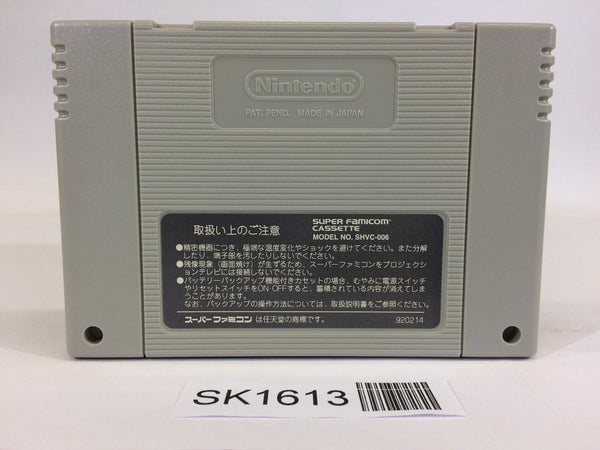 Nintendo
PAT. PEND. MADE IN JAPAN
取扱い上のご注意
SUPER Famicom
CASSETTE
MODEL NO. SHVC-006
●精密機器につき、極端な温度変化やショックを避けてください。また分解
したり、端子部を汚したりしないでください。
●残像現象(画面焼け)が生ずるため、スーパーファミコンをプロジェクシ
ョンテレビには接続しないでください。
●バッテリーバックアップ機能付きカセットの場合、むやみに電源スイッチ
やリセットスイッチをON・OFFすると、蓄積されている内容が消えてしま
うことがあります。
なお、バックアップの操作方法については、取扱説明書をご参照ください。
スーパーファミコンは任天堂の商標です。
920214
SK1613